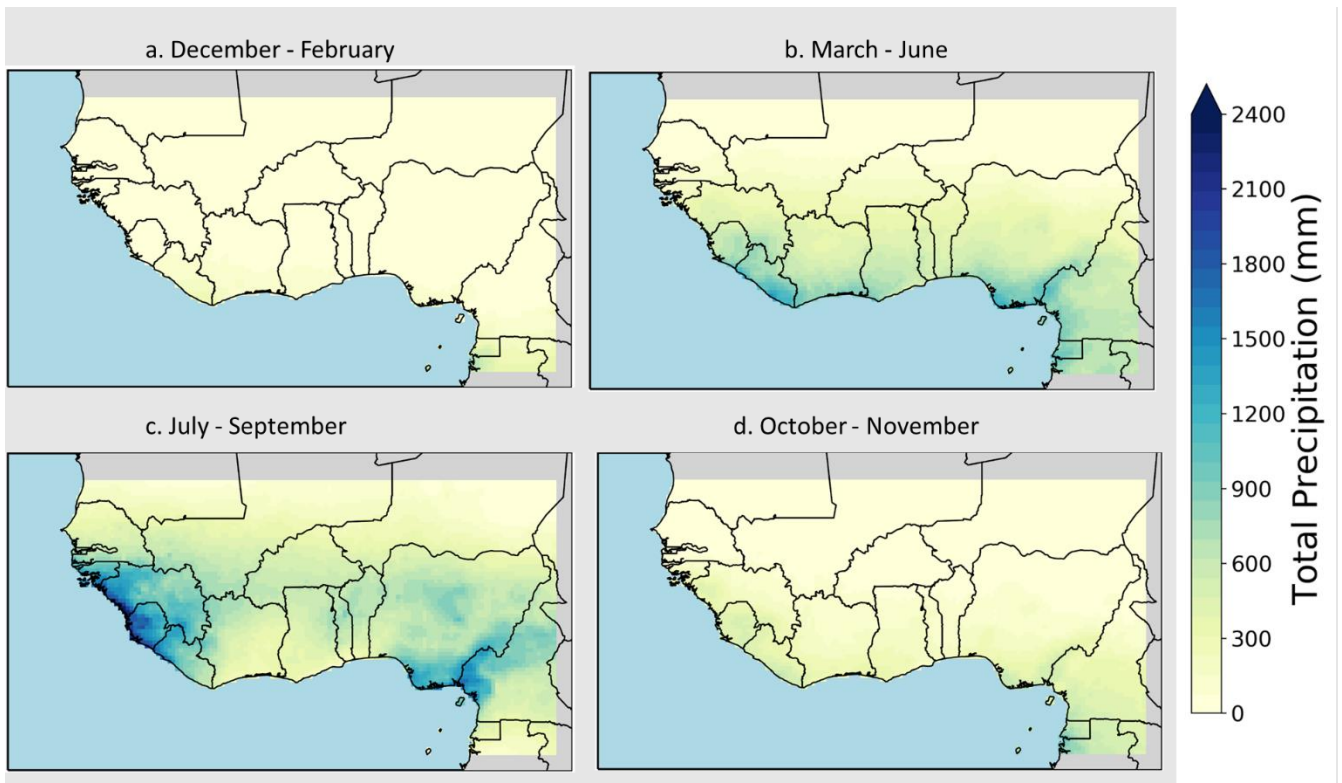 a. December - February
b. March - June
c. July - September
d. October - November
2400
2100
1800
1500
1200
900
600
300
0
Total Precipitation (mm)